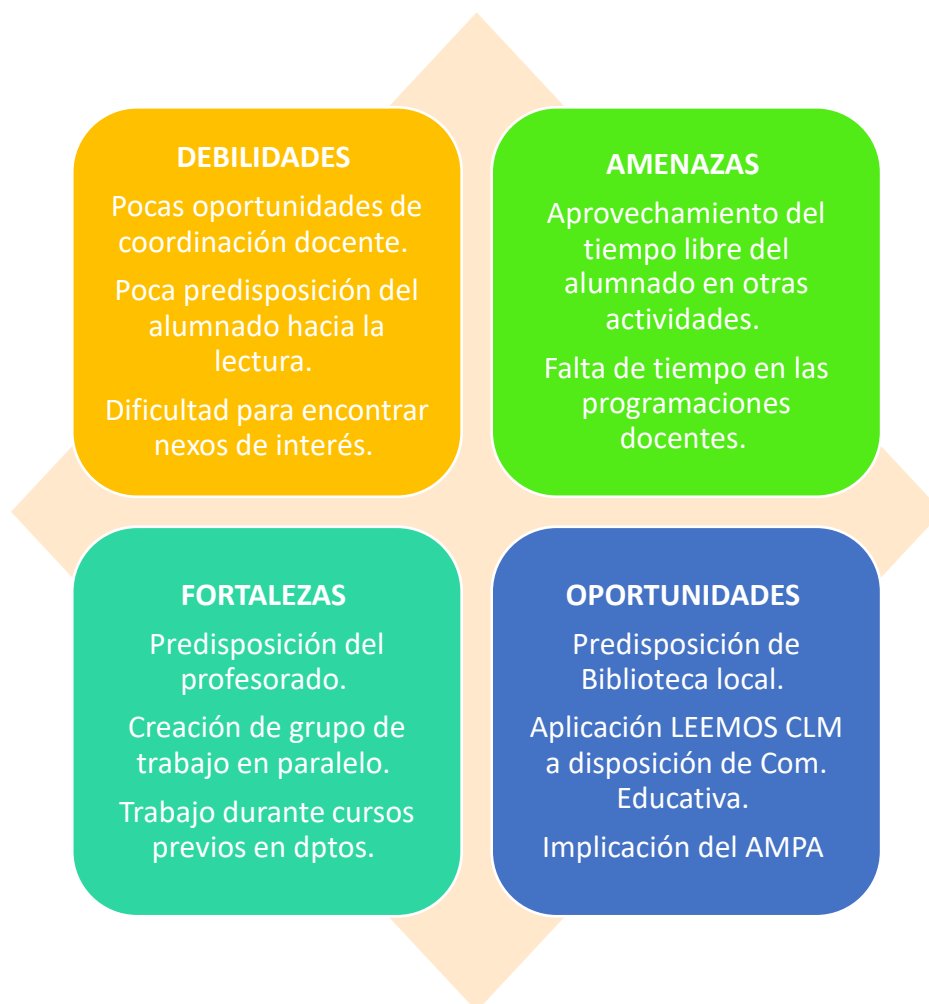 DEBILIDADES
Pocas oportunidades de
coordinación docente.
Poca predisposición del
alumnado hacia la
lectura.
Dificultad para encontrar
nexos de interés.
AMENAZAS
Aprovechamiento del
tiempo libre del
alumnado en otras
actividades.
Falta de tiempo en las
programaciones
docentes.
FORTALEZAS
Predisposición del
profesorado.
Creación de grupo de
trabajo en paralelo.
Trabajo durante cursos
previos en dptos.
OPORTUNIDADES
Predisposición de
Biblioteca local.
Aplicación LEEMOS CLM
a disposición de Com.
Educativa.
Implicación del AMPA